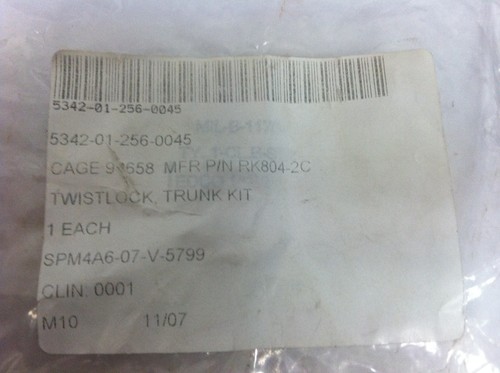 5342-01-256-0045
5342-01-256-0045
MFR P/N RK804-2C
CAGE
TWISTLOCK, TRUNK KIT
1 EACH
SPM4A6-07-V-5799
CLIN: 0001
M10 11/07